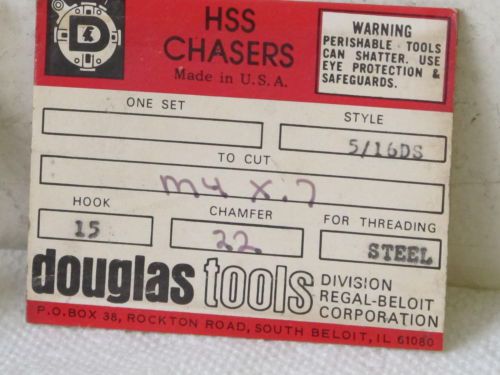 D
HSS
CHASERS
Made in U.S.A.
WARNING
PERISHABLE TOOLS
CAN SHATTER. USE
EYE PROTECTION &
SAFEGUARDS.
ONE SET
STYLE
5/16DS
TO CUT
M4 X .7
HOOK
CHAMFER
FOR THREADING
15
22
STEEL
douglas tools
DIVISION
REGAL-BELOIT
CORPORATION
P.O.BOX 38, ROCKTON ROAD, SOUTH BELOIT, IL 61080